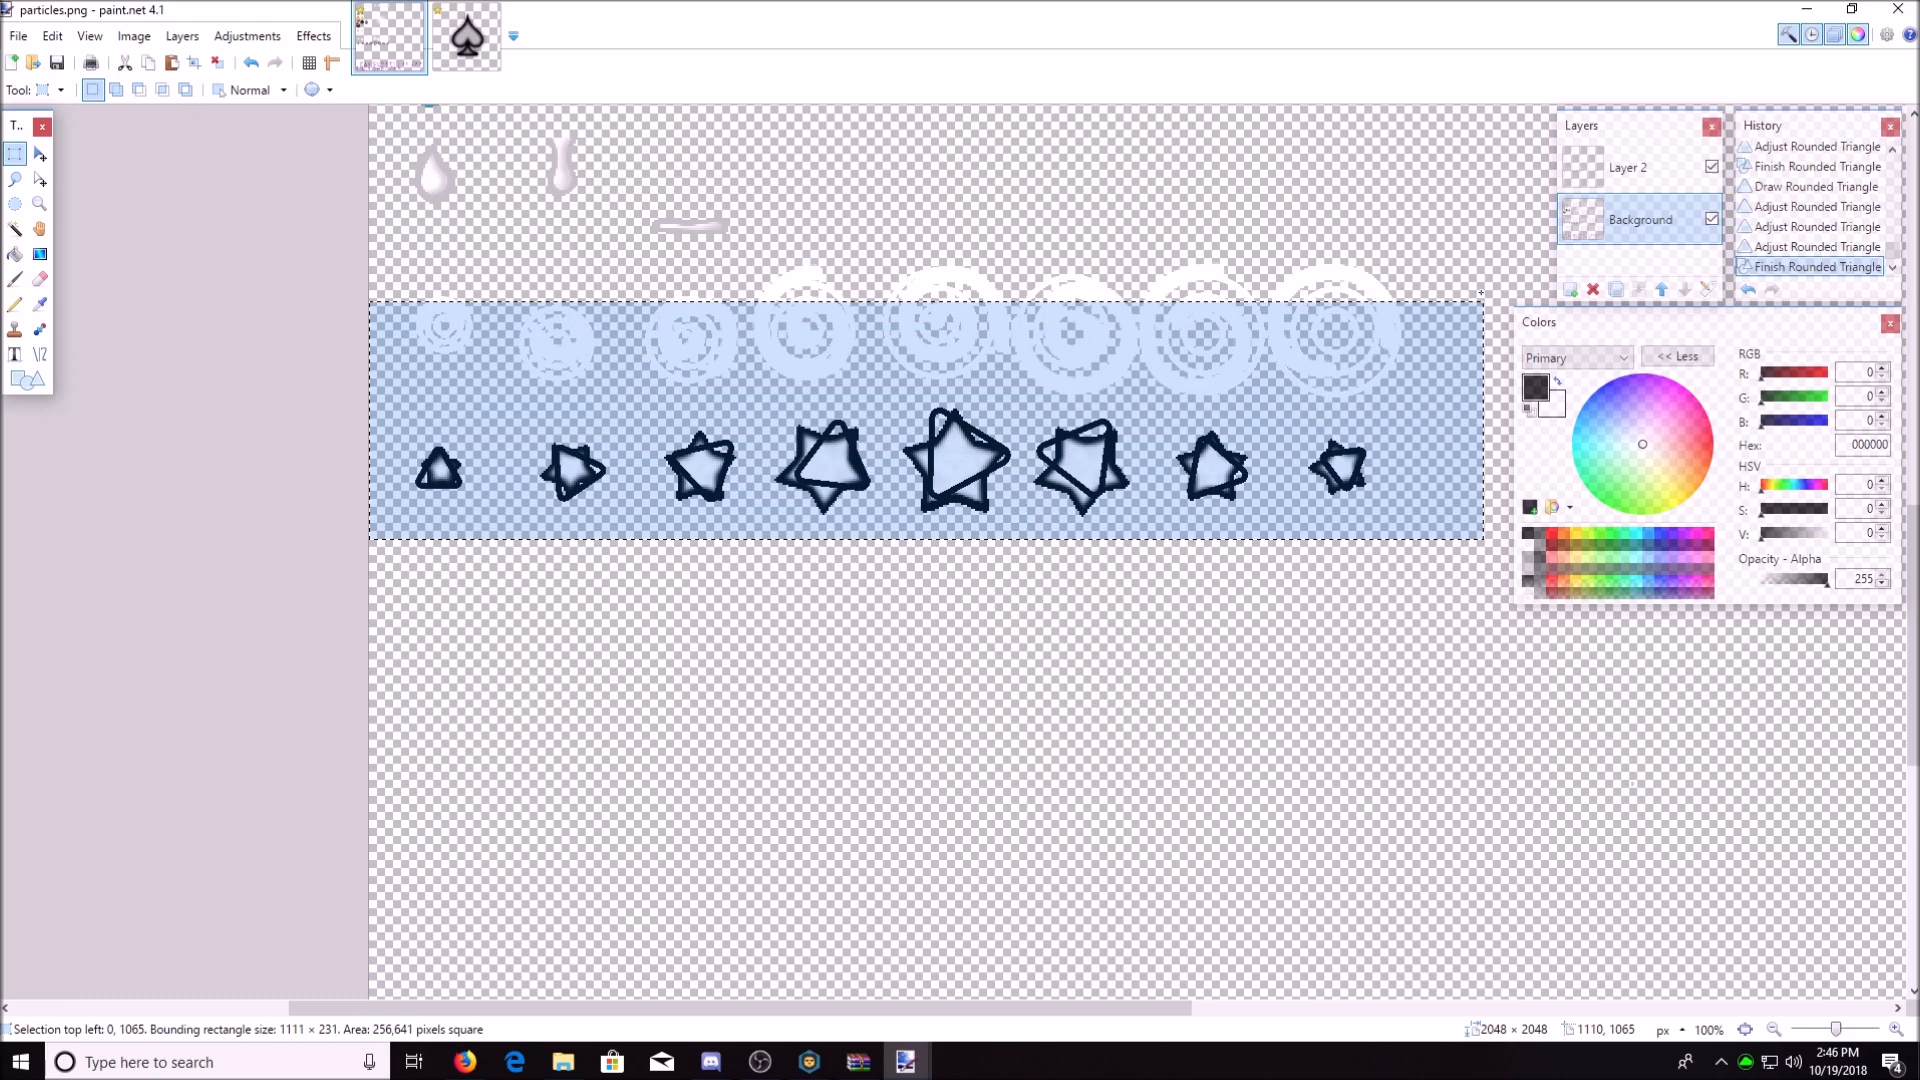 particles.png - paint.net 4.1
File Edit View Image Layers Adjustments Effects
Tool: Normal
T..
Layers
Layer 2
Background
History
Adjust Rounded Triangle
Finish Rounded Triangle
Draw Rounded Triangle
Adjust Rounded Triangle
Adjust Rounded Triangle
Adjust Rounded Triangle
Finish Rounded Triangle
Colors
Primary
<< Less
RGB
R: 0
G: 0
B: 0
Hex: 000000
HSV
H: 0
S: 0
V: 0
Opacity - Alpha
255
Selection top left: 0, 1065. Bounding rectangle size: 1111 × 231. Area: 256,641 pixels square
2048 × 2048
1110, 1065
px
100%
Type here to search
2:46 PM
10/19/2018
4